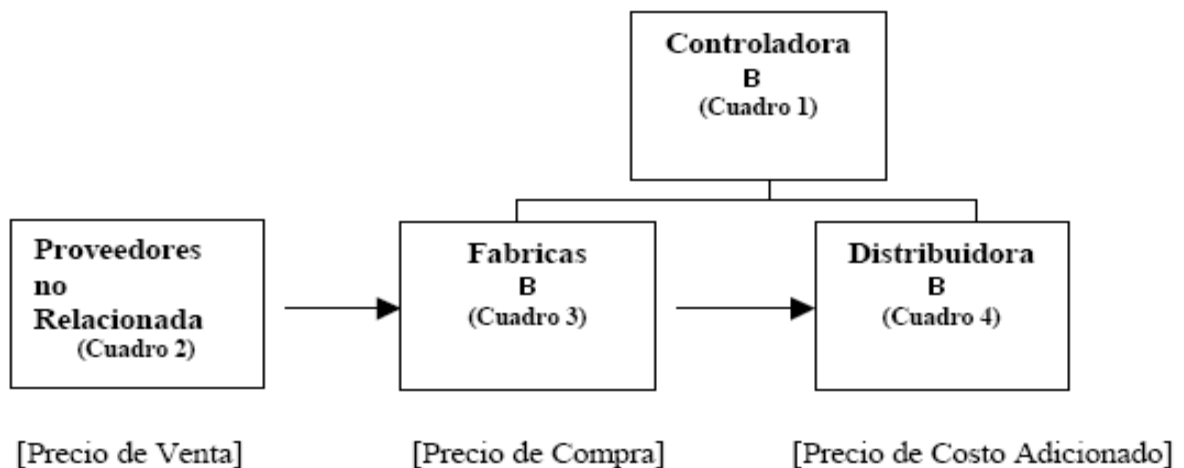 Controladora
B
(Cuadro 1)
Proveedores
no
Relacionada
(Cuadro 2)
Fabricas
B
(Cuadro 3)
Distribuidora
B
(Cuadro 4)
[Precio de Venta]
[Precio de Compra]
[Precio de Costo Adicionado]